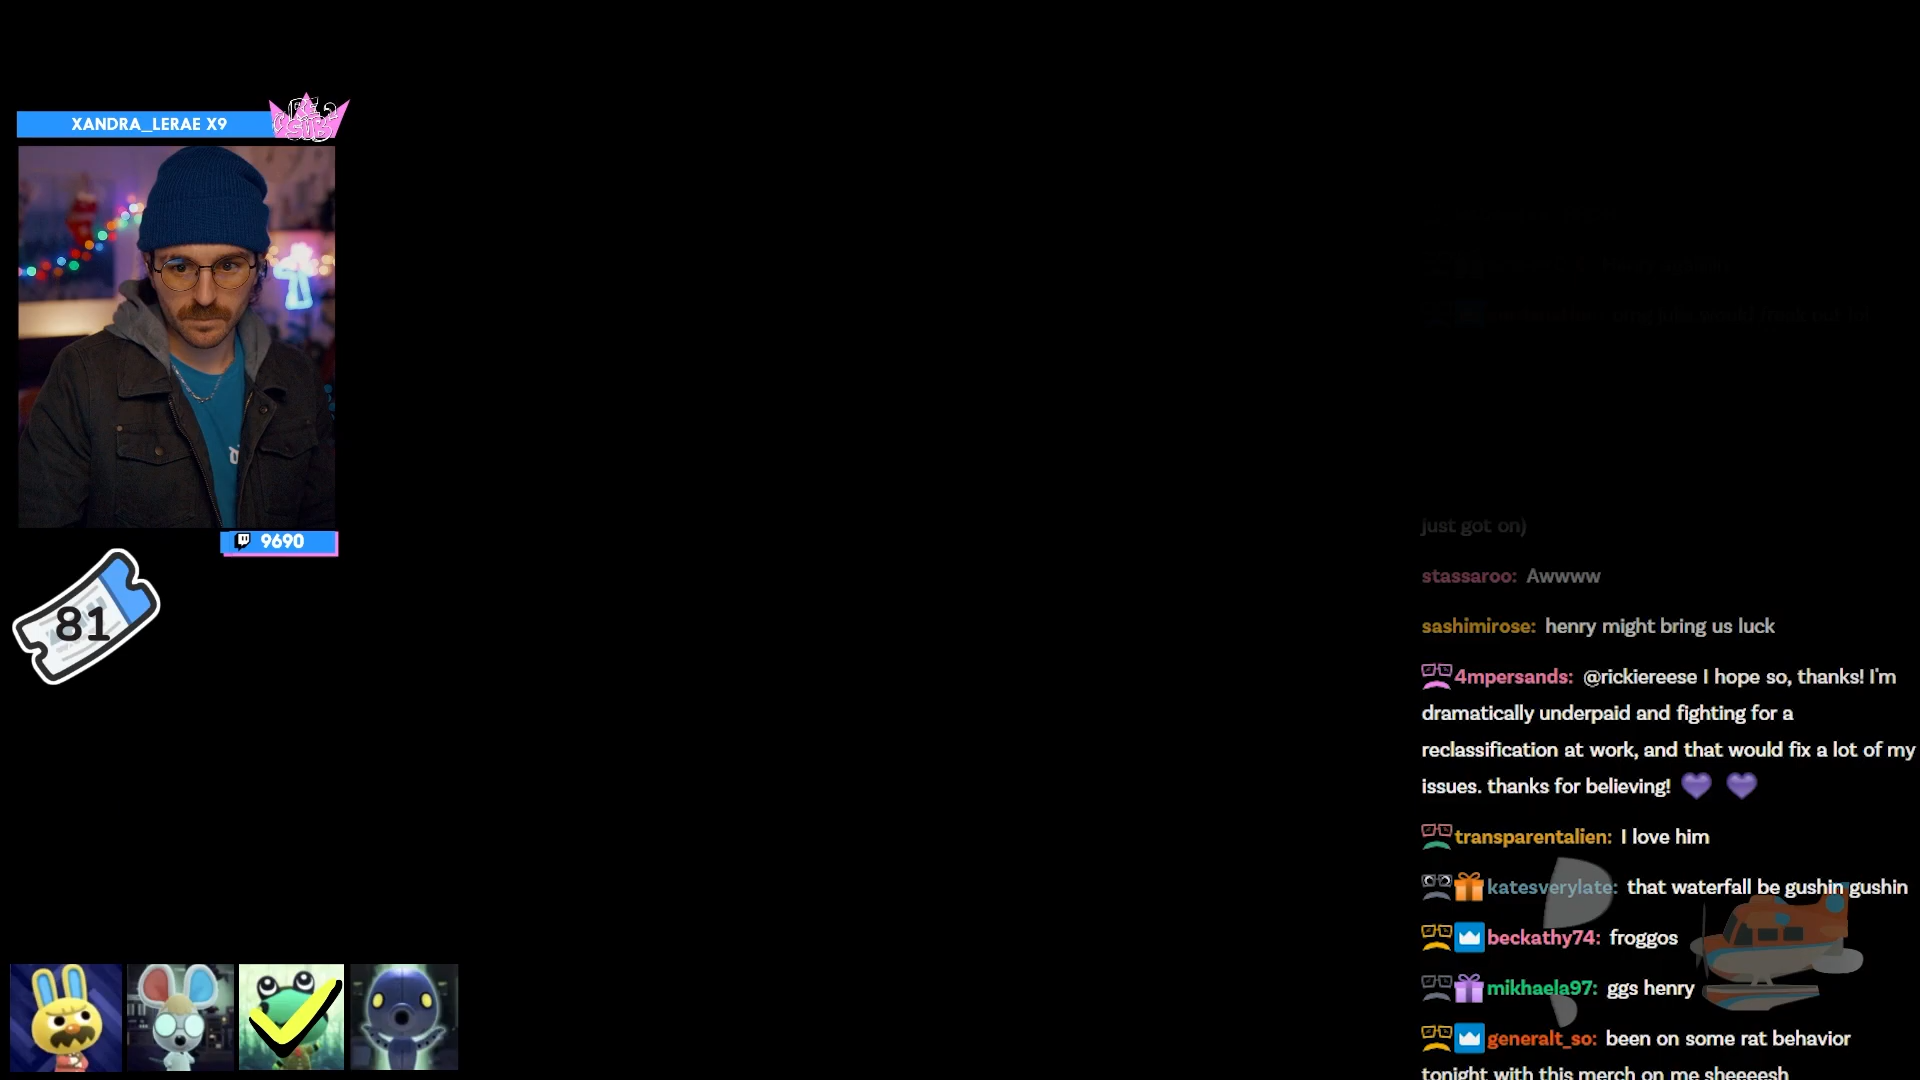 XANDRA_LERAE X9
SUB
9690
81
just got on)
stassaroo: Awwww
sashimirose: henry might bring us luck
4mpersands: @rickiereese I hope so, thanks! I'm
dramatically underpaid and fighting for a
reclassification at work, and that would fix a lot of my
issues. thanks for believing!
transparentalien: I love him
katesverylate: that waterfall be gushin gushin
beckathy74: froggos
mikhaela97: ggs henry
generalt_so: been on some rat behavior
tonight with this merch on me sheeeesh